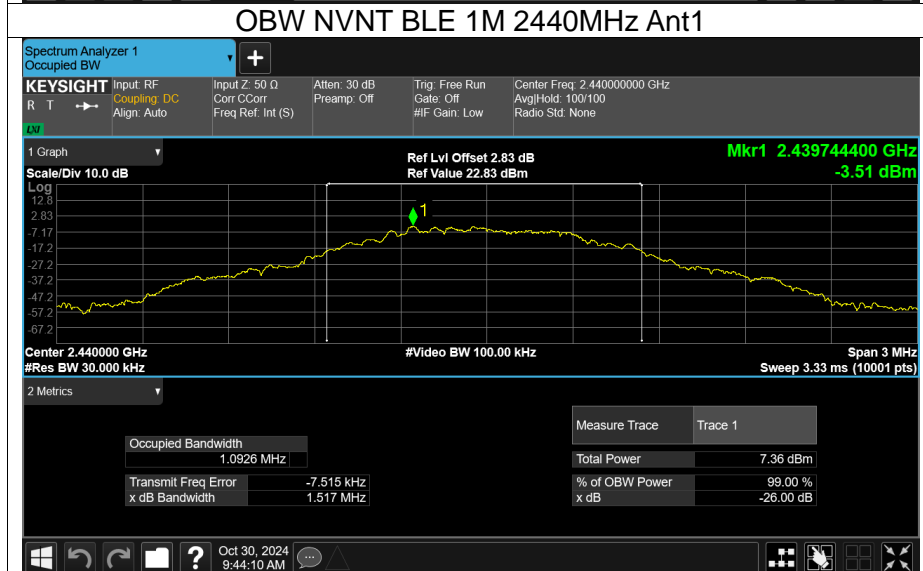 OBW NVNT BLE 1M 2440MHz Ant1
Spectrum Analyzer 1
Occupied BW
+
KEYSIGHT
R T
LXI
Input: RF
Coupling: DC
Align: Auto
Input Z: 50 Ω
Corr CCorr
Freq Ref: Int (S)
Atten: 30 dB
Preamp: Off
Trig: Free Run
Gate: Off
#IF Gain: Low
Center Freq: 2.440000000 GHz
Avg|Hold: 100/100
Radio Std: None
1 Graph
Scale/Div 10.0 dB
Ref Lvl Offset 2.83 dB
Ref Value 22.83 dBm
Mkr1 2.439744400 GHz
-3.51 dBm
Log
12.8
2.83
-7.17
-17.2
-27.2
-37.2
-47.2
-57.2
-67.2
1
Center 2.440000 GHz
#Res BW 30.000 kHz
#Video BW 100.00 kHz
Span 3 MHz
Sweep 3.33 ms (10001 pts)
2 Metrics
Measure Trace Trace 1
Occupied Bandwidth
1.0926 MHz
Total Power 7.36 dBm
Transmit Freq Error -7.515 kHz
% of OBW Power 99.00 %
x dB Bandwidth 1.517 MHz
x dB -26.00 dB
?
Oct 30, 2024
9:44:10 AM